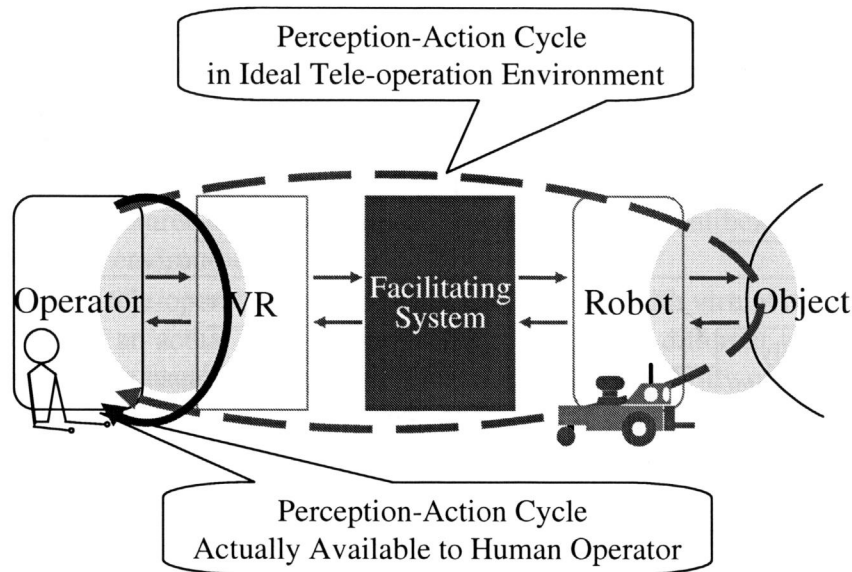 Perception-Action Cycle
in Ideal Tele-operation Environment
Operator
VR
Facilitating
System
Robot
Object
Perception-Action Cycle
Actually Available to Human Operator